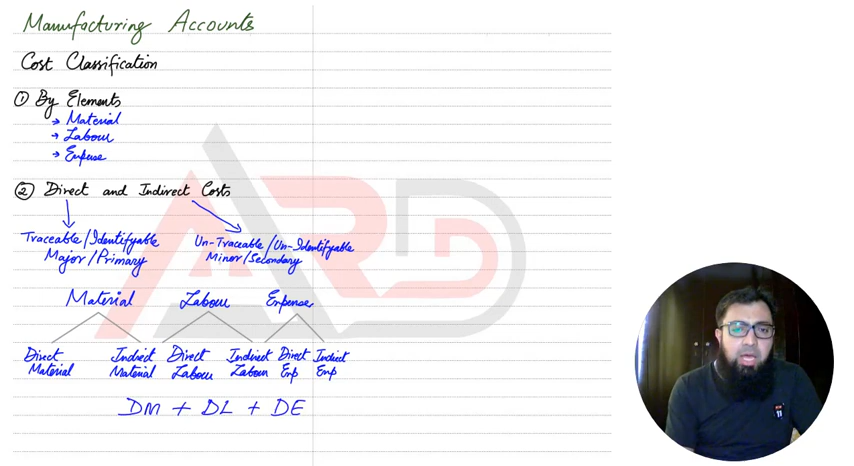 Manufacturing Accounts
Cost Classification
① By Elements
→ Material
→ Labour
→ Expense
② Direct and Indirect Costs
Traceable/Identifyable
Major/Primary
Un-Traceable/Un-Identifyable
Minor/Secondary
Material Labour Expense
Direct Material
Indirect Material
Direct Labour
Indirect Labour
Direct Exp
Indirect Exp
DM + DL + DE
ARD